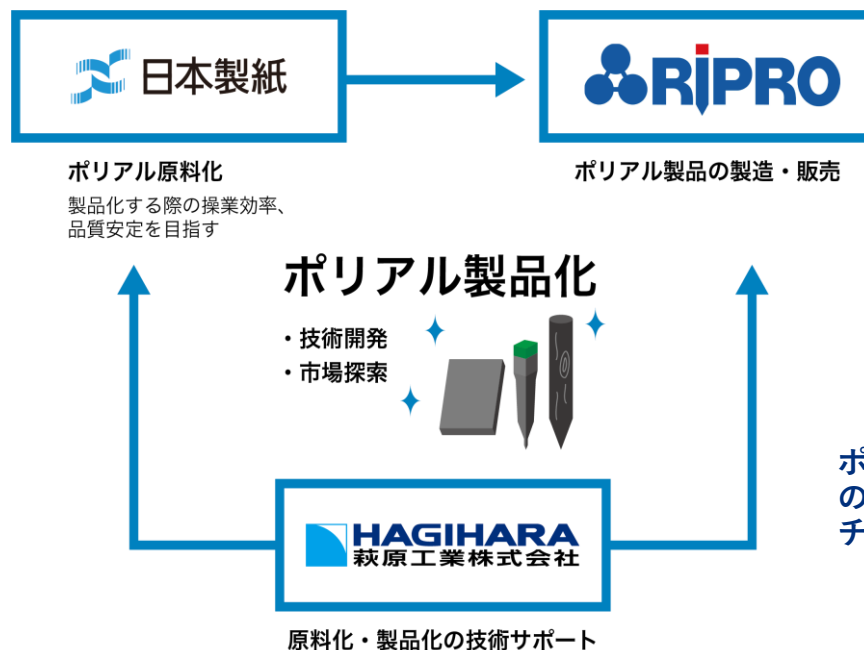 日本製紙
RiPRO
ポリアル原料化
製品化する際の操業効率、
品質安定を目指す
ポリアル製品の製造・販売
ポリアル製品化
・技術開発
・市場探索
ポ
の
チ
HAGIHARA
萩原工業株式会社
原料化・製品化の技術サポート